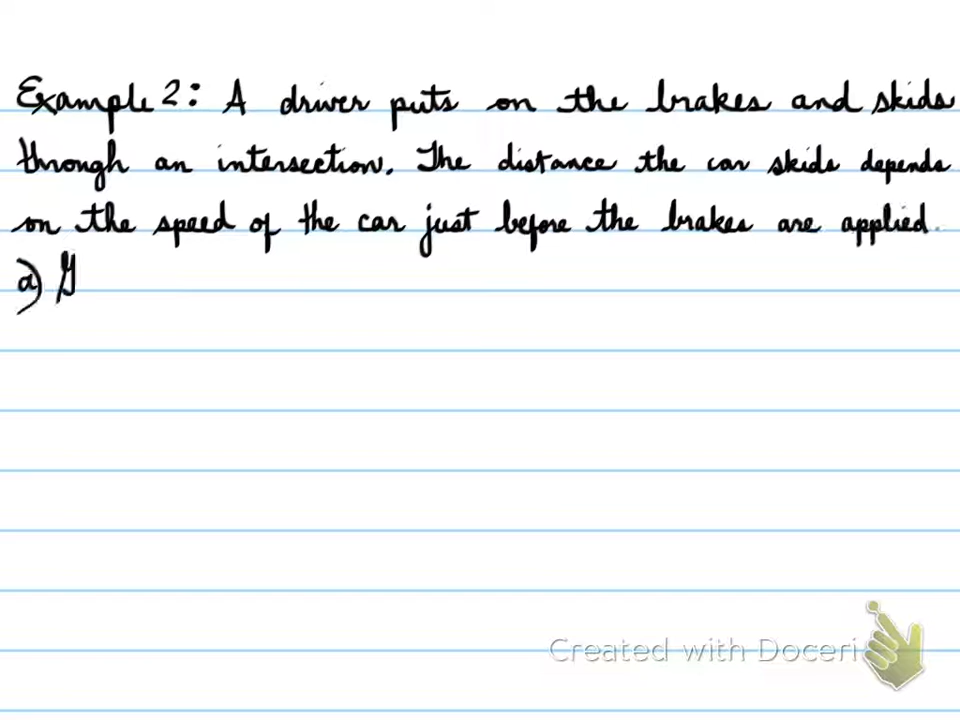 Example 2: A driver puts on the brakes and skids
through an intersection. The distance the car skids depends
on the speed of the car just before the brakes are applied.
a) G
Created with Doceri